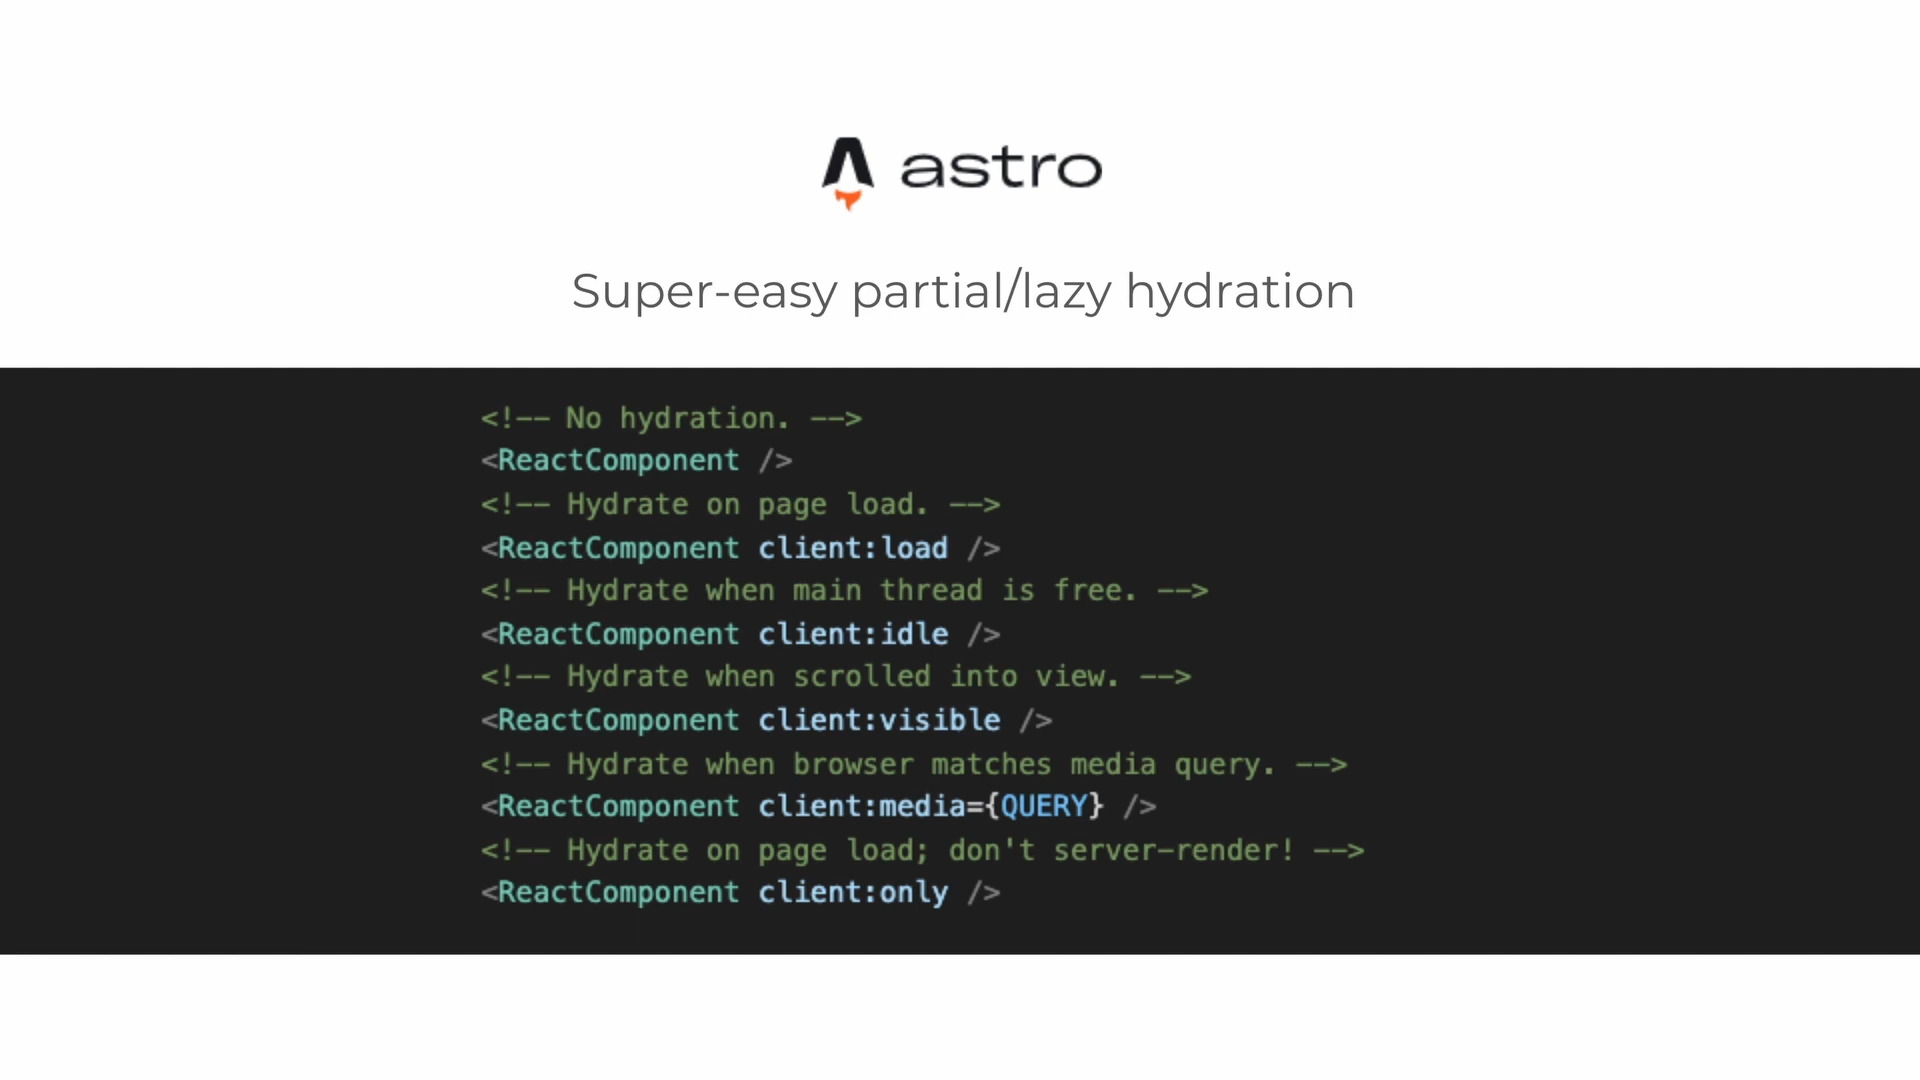 astro
Super-easy partial/lazy hydration
<!-- No hydration. -->
<ReactComponent />
<!-- Hydrate on page load. -->
<ReactComponent client:load />
<!-- Hydrate when main thread is free. -->
<ReactComponent client:idle />
<!-- Hydrate when scrolled into view. -->
<ReactComponent client:visible />
<!-- Hydrate when browser matches media query. -->
<ReactComponent client:media={QUERY} />
<!-- Hydrate on page load; don't server-render! -->
<ReactComponent client:only />